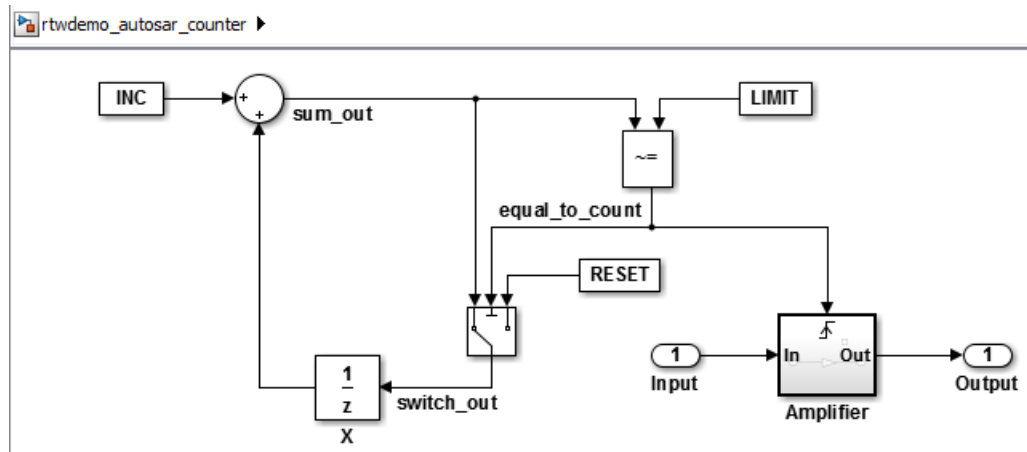 rtwdemo_autosar_counter
INC
+
+
sum_out
LIMIT
~=
equal_to_count
RESET
1
z
X
switch_out
1
Input
In
Out
Amplifier
1
Output